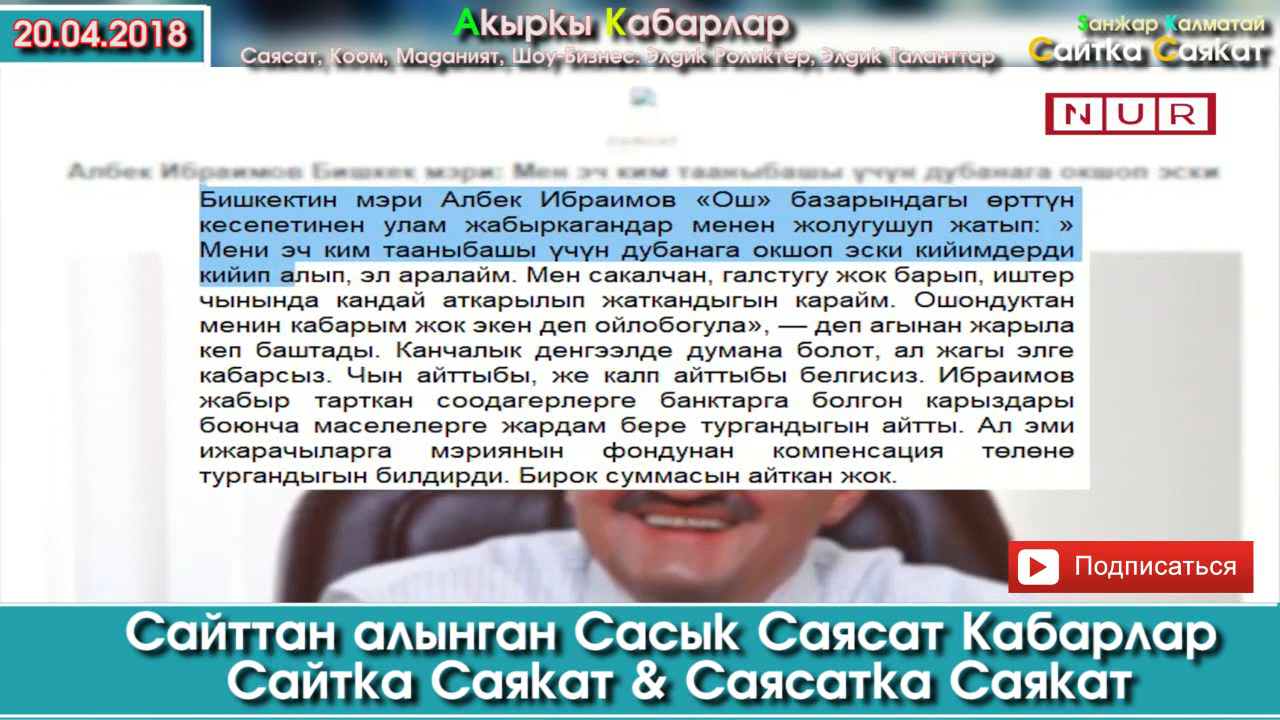 20.04.2018
Акыркы Кабарлар
Саясат, Коом, Маданият, Шоу-Бизнес. Элдик Роликтер, Элдик Таланттар
Sанжар Калматай
Сайтка Саякат
NUR
саясат
Албек Ибраимов Бишкек мэри: Мен эч ким тааныбашы үчүн дубанага окшоп эски
Бишкектин мэри Албек Ибраимов «Ош» базарындагы өрттүн
кесепетинен улам жабыркагандар менен жолугушуп жатып: »
Мени эч ким тааныбашы үчүн дубанага окшоп эски кийимдерди
кийип алып, эл аралайм. Мен сакалчан, галстугу жок барып, иштер
чынында кандай аткарылып жаткандыгын карайм. Ошондуктан
менин кабарым жок экен деп ойлобогула», — деп агынан жарыла
кеп баштады. Канчалык денгээлде думана болот, ал жагы элге
кабарсыз. Чын айттыбы, же калп айттыбы белгисиз. Ибраимов
жабыр тарткан соодагерлерге банктарга болгон карыздары
боюнча маселелерге жардам бере тургандыгын айтты. Ал эми
ижарачыларга мэриянын фондунан компенсация төлөнө
тургандыгын билдирди. Бирок суммасын айткан жок.
Подписаться
Сайттан алынган Сасык Саясат Кабарлар
Сайтка Саякат & Саясатка Саякат